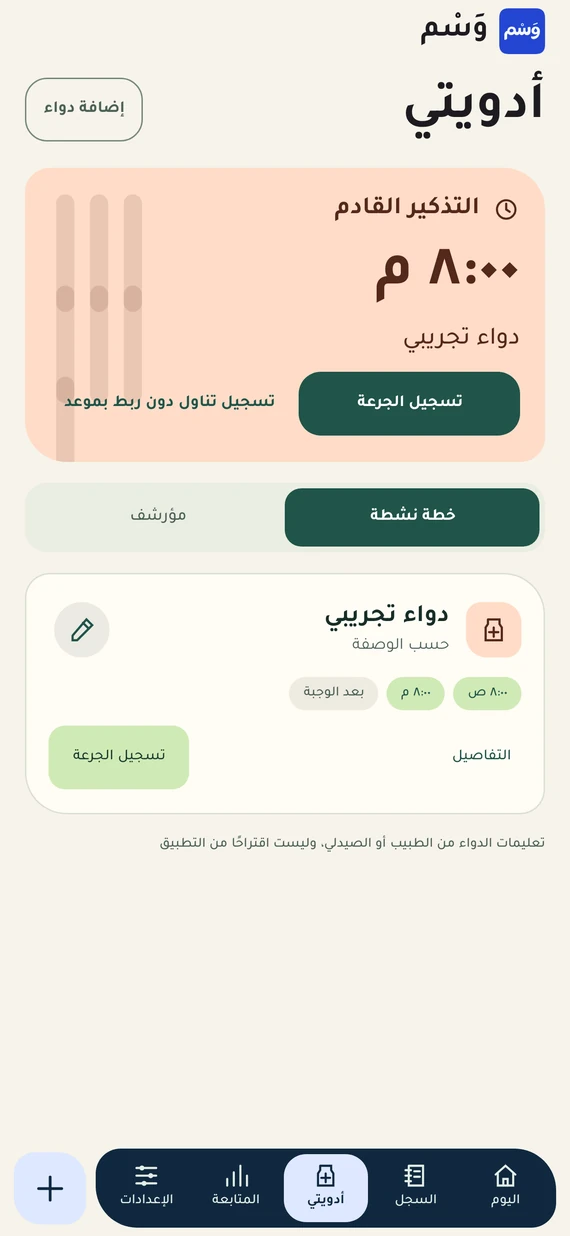 وَسْم وَسْم
أدويتي
إضافة دواء
التذكير القادم
٨:٠٠ م
دواء تجريبي
تسجيل الجرعة
تسجيل تناول دون ربط بموعد
خطة نشطة
مؤرشف
دواء تجريبي
حسب الوصفة
٨:٠٠ ص
٨:٠٠ م
بعد الوجبة
التفاصيل
تسجيل الجرعة
تعليمات الدواء من الطبيب أو الصيدلي، وليست اقتراحًا من التطبيق
اليوم
السجل
أدويتي
المتابعة
الإعدادات